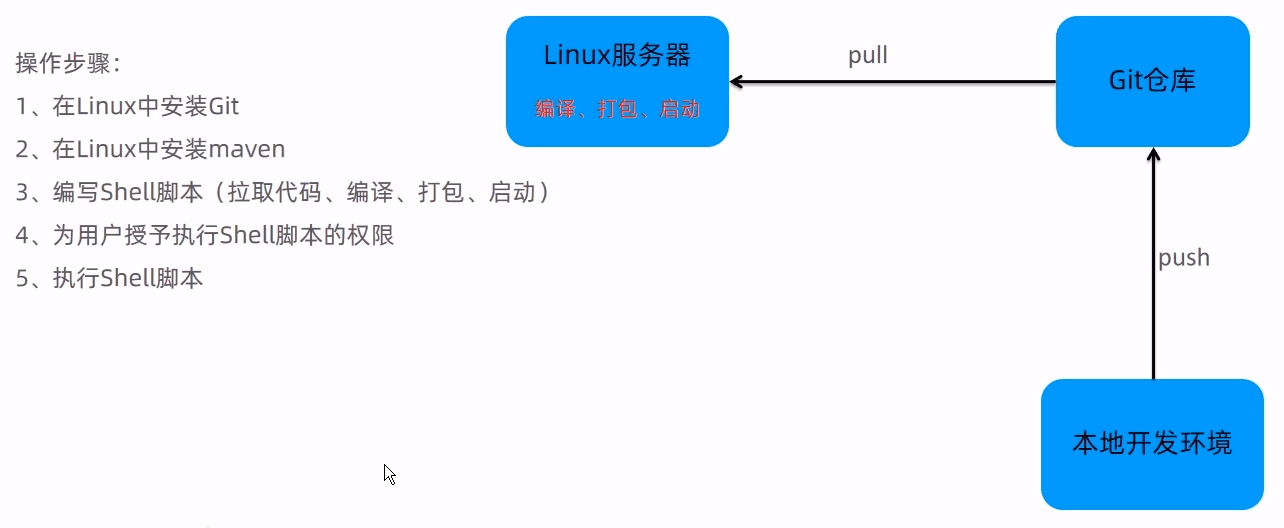 操作步骤：
1、在Linux中安装Git
2、在Linux中安装maven
3、编写Shell脚本（拉取代码、编译、打包、启动）
4、为用户授予执行Shell脚本的权限
5、执行Shell脚本
Linux服务器
编译、打包、启动
pull
Git仓库
push
本地开发环境